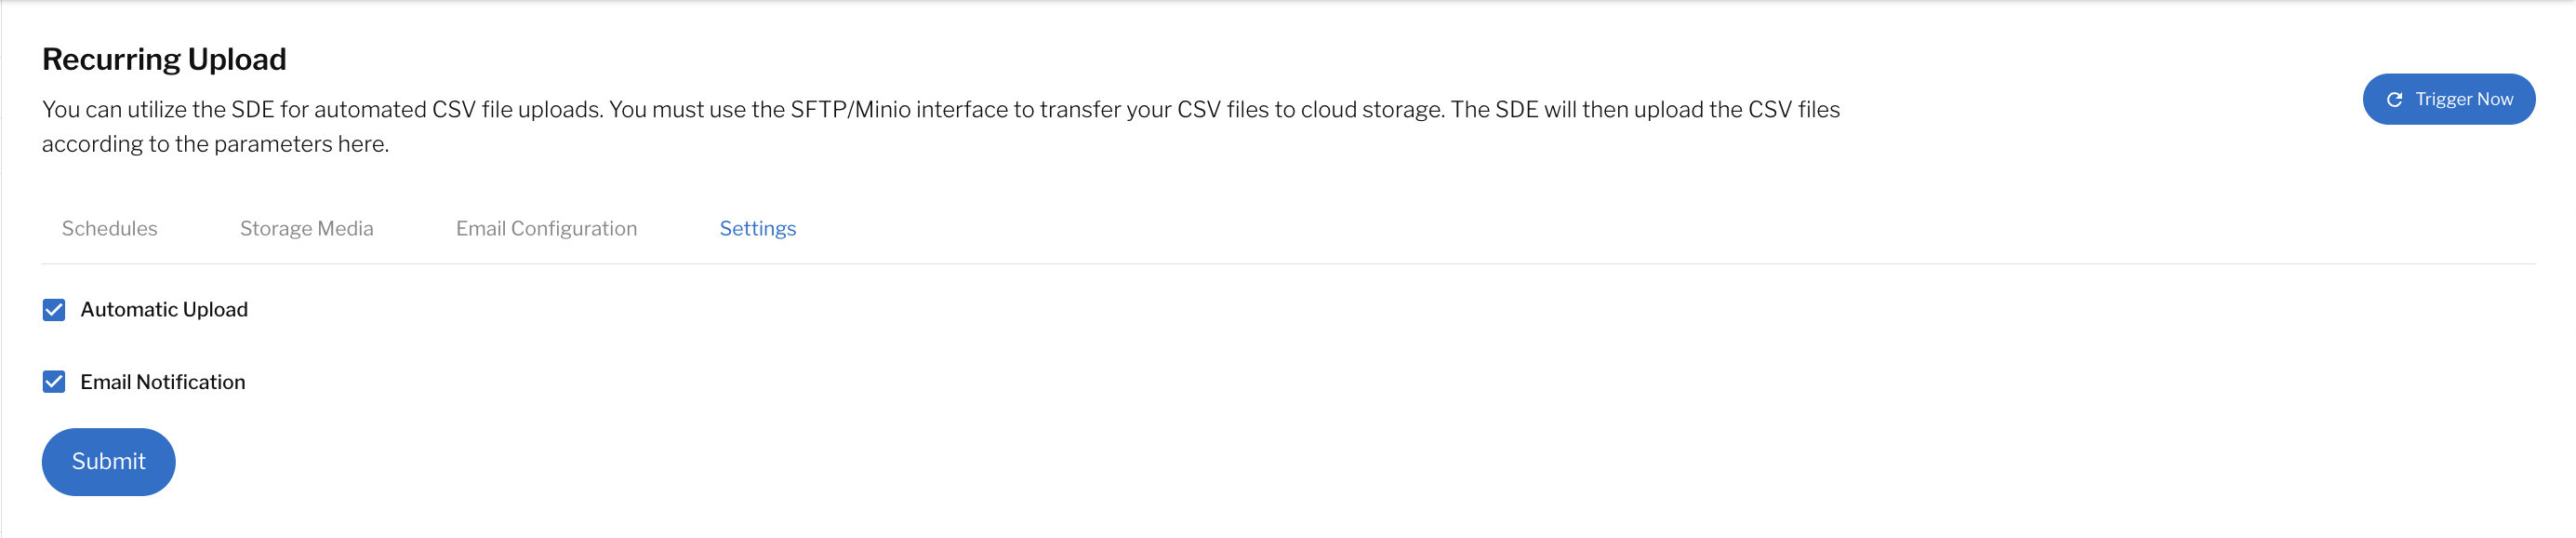 Recurring Upload
You can utilize the SDE for automated CSV file uploads. You must use the SFTP/Minio interface to transfer your CSV files to cloud storage. The SDE will then upload the CSV files
according to the parameters here.
Trigger Now
Schedules Storage Media Email Configuration Settings
Automatic Upload
Email Notification
Submit